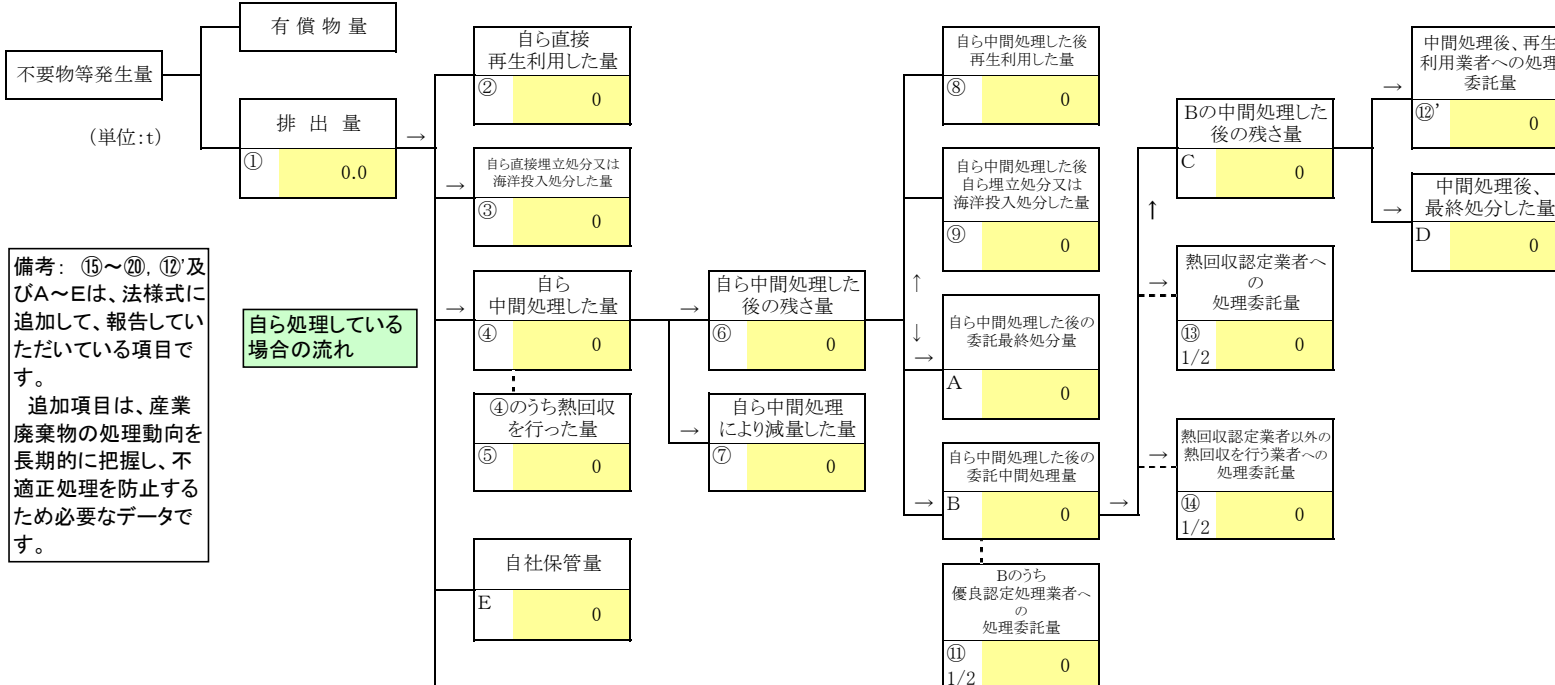 有 償 物 量
不要物等発生量
(単位:t)
排 出 量
①
0.0
→
備考: ⑮～⑳, ⑫'及
びA～Eは、法様式に
追加して、報告してい
ただいている項目で
す。
追加項目は、産業
廃棄物の処理動向を
長期的に把握し、不
適正処理を防止する
ため必要なデータで
す。
自ら処理している
場合の流れ
自ら直接
再生利用した量
②
0
→
自ら直接埋立処分又は
海洋投入処分した量
③
0
→
自ら
中間処理した量
④
0
④のうち熱回収
を行った量
⑤
0
自社保管量
E
0
→
自ら中間処理した
後の残さ量
⑥
0
→
自ら中間処理
により減量した量
⑦
0
自ら中間処理した後
再生利用した量
⑧
0
自ら中間処理した後
自ら埋立処分又は
海洋投入処分した量
⑨
0
↑
↓
→
自ら中間処理した後の
委託最終処分量
A
0
→
自ら中間処理した後の
委託中間処理量
B
0
→
Bのうち
優良認定処理業者へ
の
処理委託量
⑪
1/2
0
Bの中間処理した
後の残さ量
C
0
↑
→
熱回収認定業者へ
の
処理委託量
⑬
1/2
0
→
熱回収認定業者以外の
熱回収を行う業者への
処理委託量
⑭
1/2
0
→
中間処理後、再生
利用業者への処理
委託量
⑫'
0
→
中間処理後、
最終処分した量
D
0